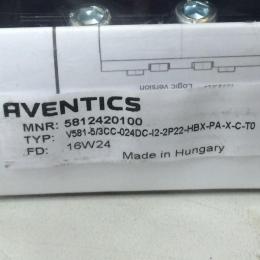 Logic version
AVENTICS
MNR: 5812420100
TYP: V581-5/3CC-024DC-I2-2P22-HBX-PA-X-C-T0
FD: 16W24
Made in Hungary